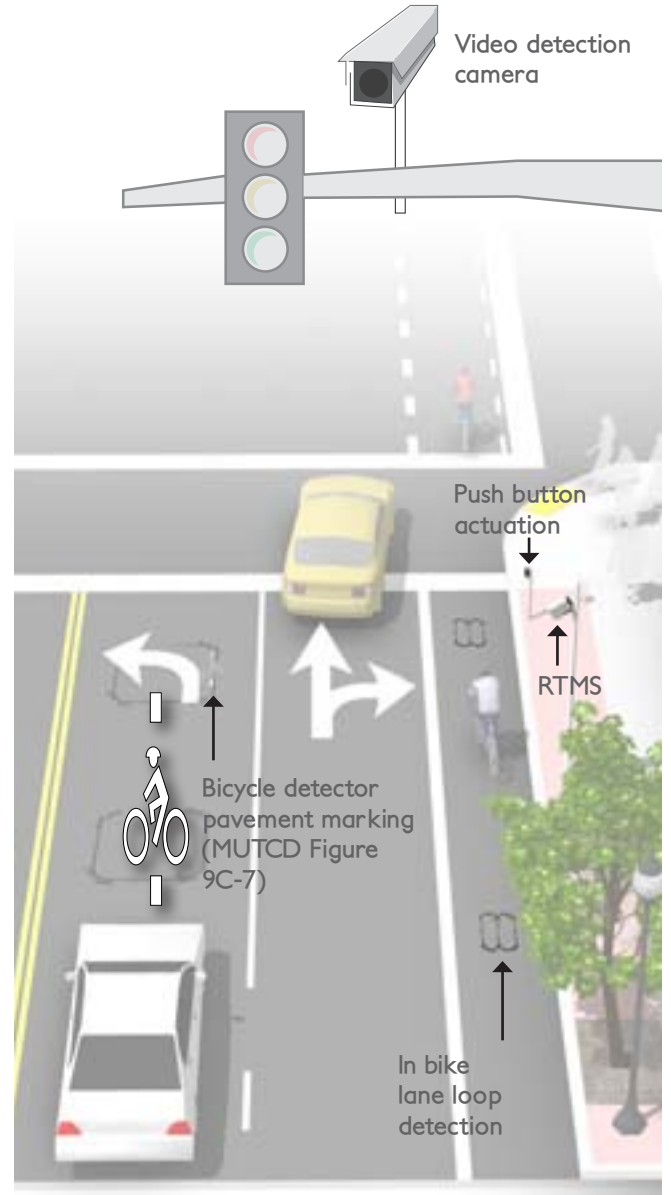 Video detection
camera
Push button
actuation
RTMS
Bicycle detector
pavement marking
(MUTCD Figure
9C-7)
In bike
lane loop
detection